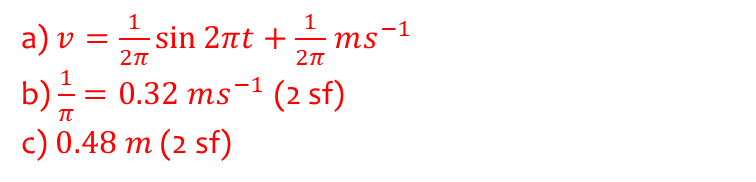 a) v = 1/2π sin 2πt + 1/2π ms⁻¹
b) 1/π = 0.32 ms⁻¹ (2 sf)
c) 0.48 m (2 sf)